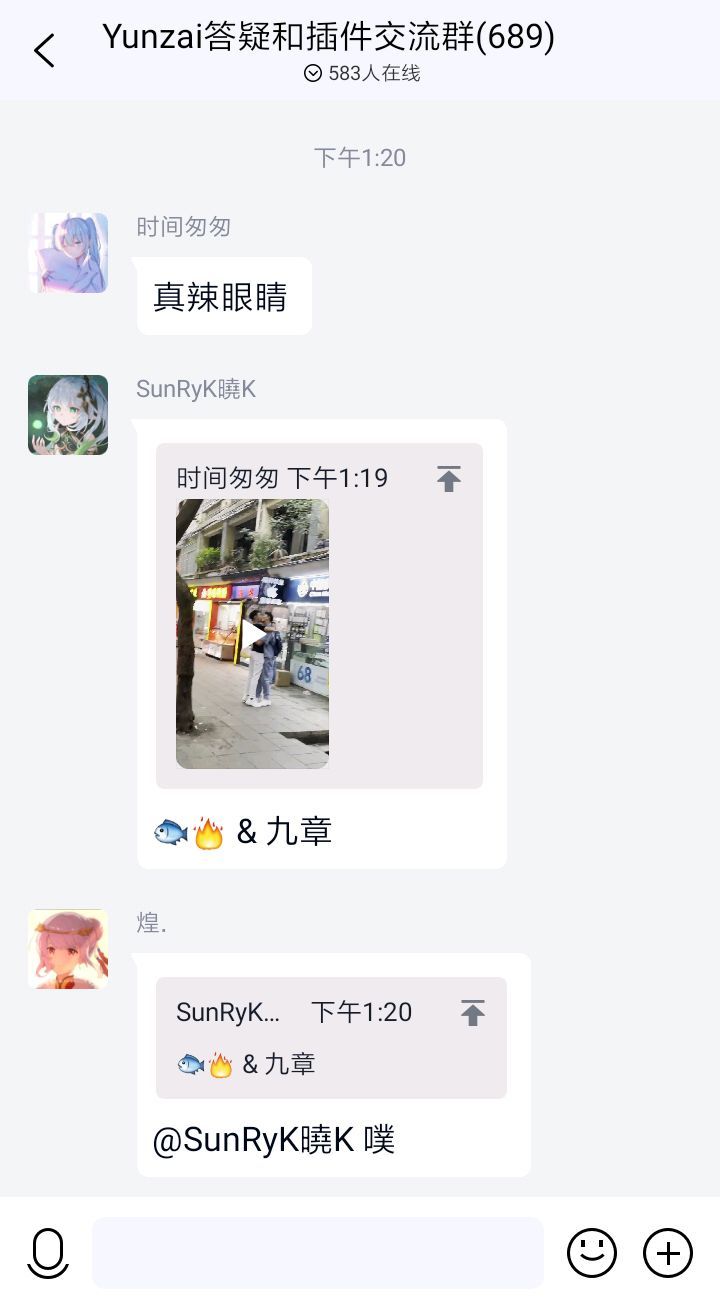 Yunzai答疑和插件交流群(689)
583人在线
下午1:20
时间匆匆
真辣眼睛
SunRyK曉K
时间匆匆 下午1:19
68
🐟🔥 & 九章
煌.
SunRyK... 下午1:20
🐟🔥 & 九章
@SunRyK曉K 噗